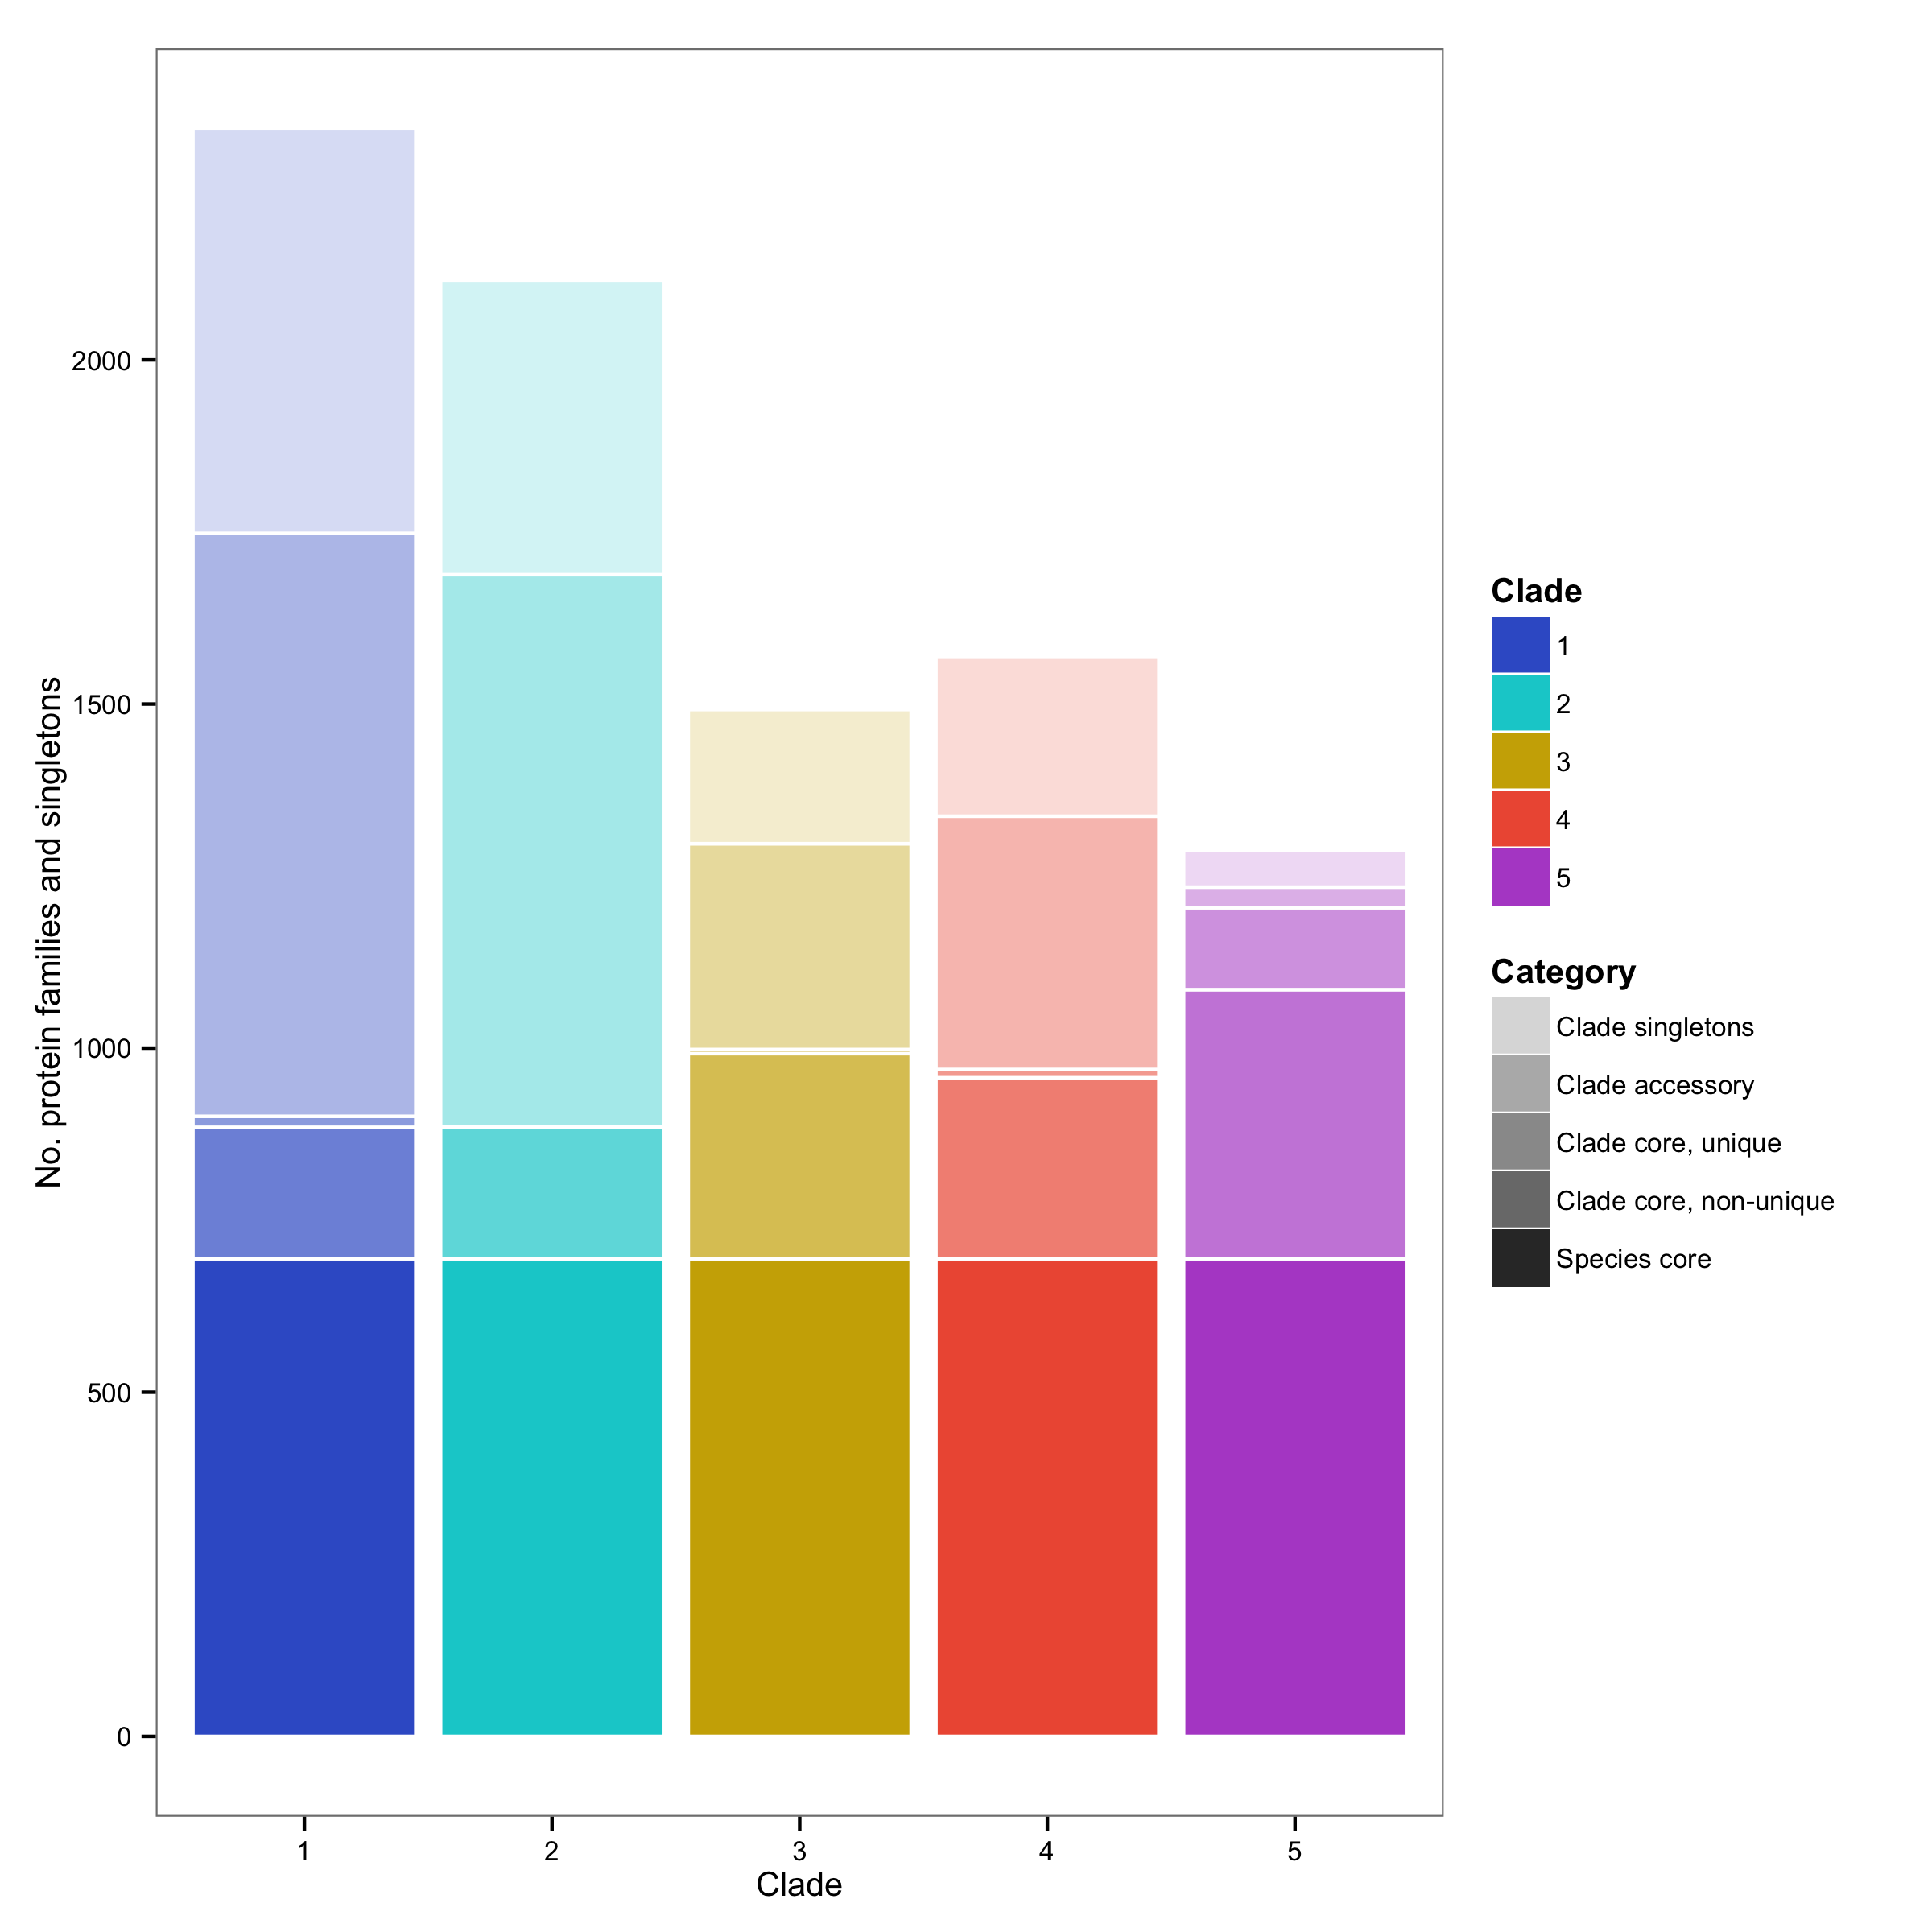 No. protein families and singletons
2000
1500
1000
500
0
1
2
3
4
5
Clade
Clade
1
2
3
4
5
Category
Clade singletons
Clade accessory
Clade core, unique
Clade core, non-unique
Species core